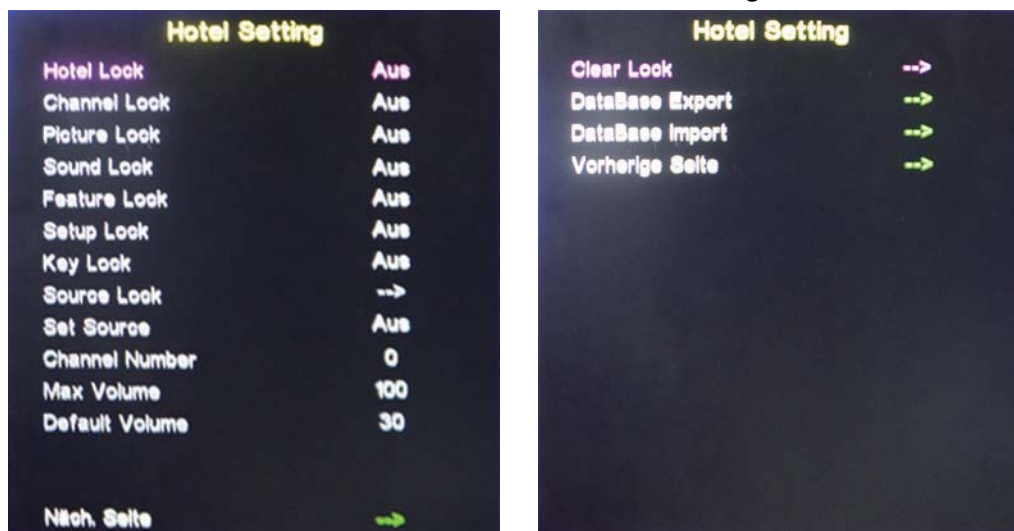 Hotel Setting
Hotel Lock Aus
Channel Lock Aus
Picture Lock Aus
Sound Lock Aus
Feature Lock Aus
Setup Lock Aus
Key Lock Aus
Source Lock -->
Set Source Aus
Channel Number 0
Max Volume 100
Default Volume 30
Näch. Seite -->
Hotel Setting
Clear Lock -->
DataBase Export -->
DataBase Import -->
Vorherige Seite -->